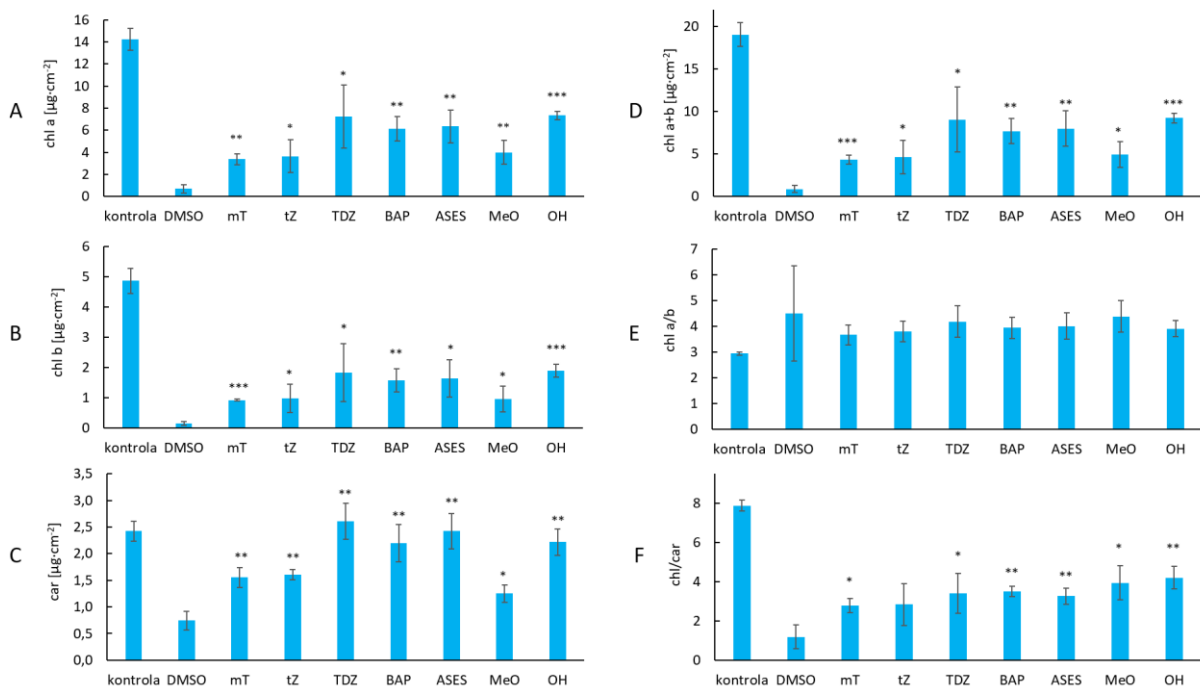 A
chl a [µg·cm⁻²]
16
14
12
10
8
6
4
2
0
* ** * * ** ** ** ***
kontrola DMSO mT tZ TDZ BAP ASES MeO OH
B
chl b [µg·cm⁻²]
6
5
4
3
2
1
0
*** * * ** * * ***
kontrola DMSO mT tZ TDZ BAP ASES MeO OH
C
car [µg·cm⁻²]
3,5
3,0
2,5
2,0
1,5
1,0
0,5
0,0
** ** ** ** ** * **
kontrola DMSO mT tZ TDZ BAP ASES MeO OH
D
chl a+b [µg·cm⁻²]
20
15
10
5
0
*** * * ** ** * ***
kontrola DMSO mT tZ TDZ BAP ASES MeO OH
E
chl a/b
7
6
5
4
3
2
1
0
kontrola DMSO mT tZ TDZ BAP ASES MeO OH
F
chl/car
8
6
4
2
0
* * ** ** * **
kontrola DMSO mT tZ TDZ BAP ASES MeO OH